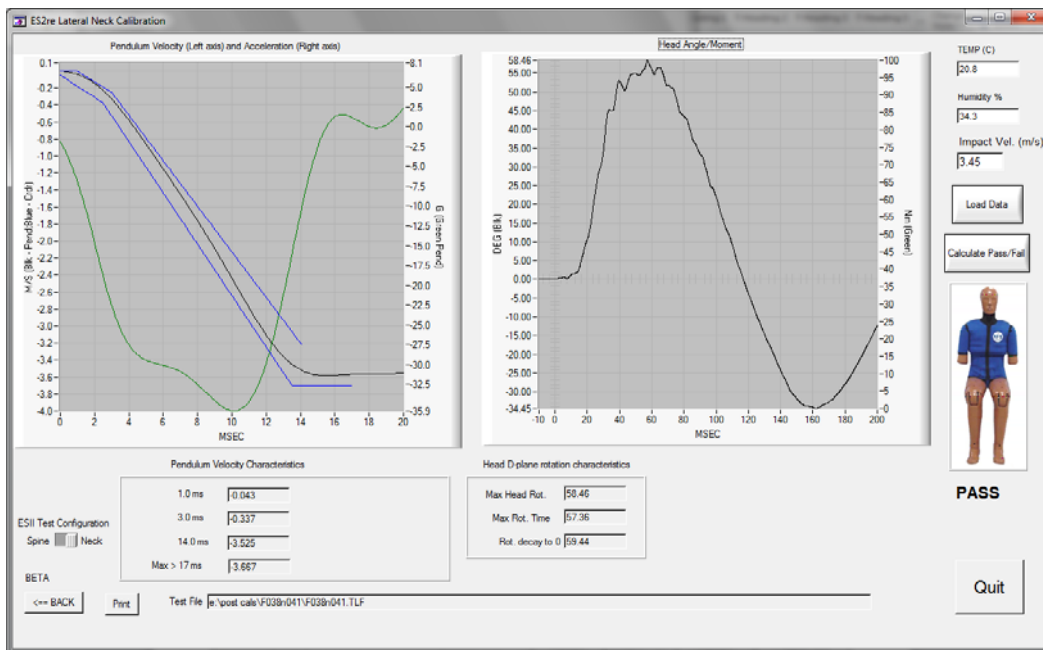 ES2re Lateral Neck Calibration
Pendulum Velocity (Left axis) and Acceleration (Right axis)
0.1
-0.2
-0.4
-0.6
-0.8
-1.0
-1.2
-1.4
-1.6
-1.8
-2.0
-2.2
-2.4
-2.6
-2.8
-3.0
-3.2
-3.4
-3.6
-3.8
-4.0
M/S [Blk - Pend;Blue - Crdr]
-8.1
-5.0
-2.5
-0.0
--2.5
--5.0
--7.5
--10.0
--12.5
--15.0
--17.5
--20.0
--22.5
--25.0
--27.5
--30.0
--32.5
--35.9
G [Green Pend]
0 2 4 6 8 10 12 14 16 18 20
MSEC
Head Angle/Moment
58.46
55.00
50.00
45.00
40.00
35.00
30.00
25.00
20.00
15.00
10.00
5.00
0.00
-5.00
-10.00
-15.00
-20.00
-25.00
-30.00
-34.45
DEG (Blk)
-100
-95
-90
-85
-80
-75
-70
-65
-60
-55
-50
-45
-40
-35
-30
-25
-20
-15
-10
-5
-0
Nm [Green]
-10 0 20 40 60 80 100 120 140 160 180 200
MSEC
TEMP (C)
20.8
Humidity %
34.3
Impact Vel. (m/s)
3.45
Load Data
Calculate Pass/Fail
PASS
Quit
Pendulum Velocity Characteristics
1.0 ms -0.043
3.0 ms -0.337
14.0 ms -3.525
Max > 17 ms -3.667
Head D-plane rotation characteristics
Max Head Rot. 58.46
Max Rot. Time 57.36
Rot. decay to 0 59.44
ESII Test Configuration
Spine Neck
BETA
<== BACK
Print
Test File e:\post cals\F038n041\F038n041.TLF